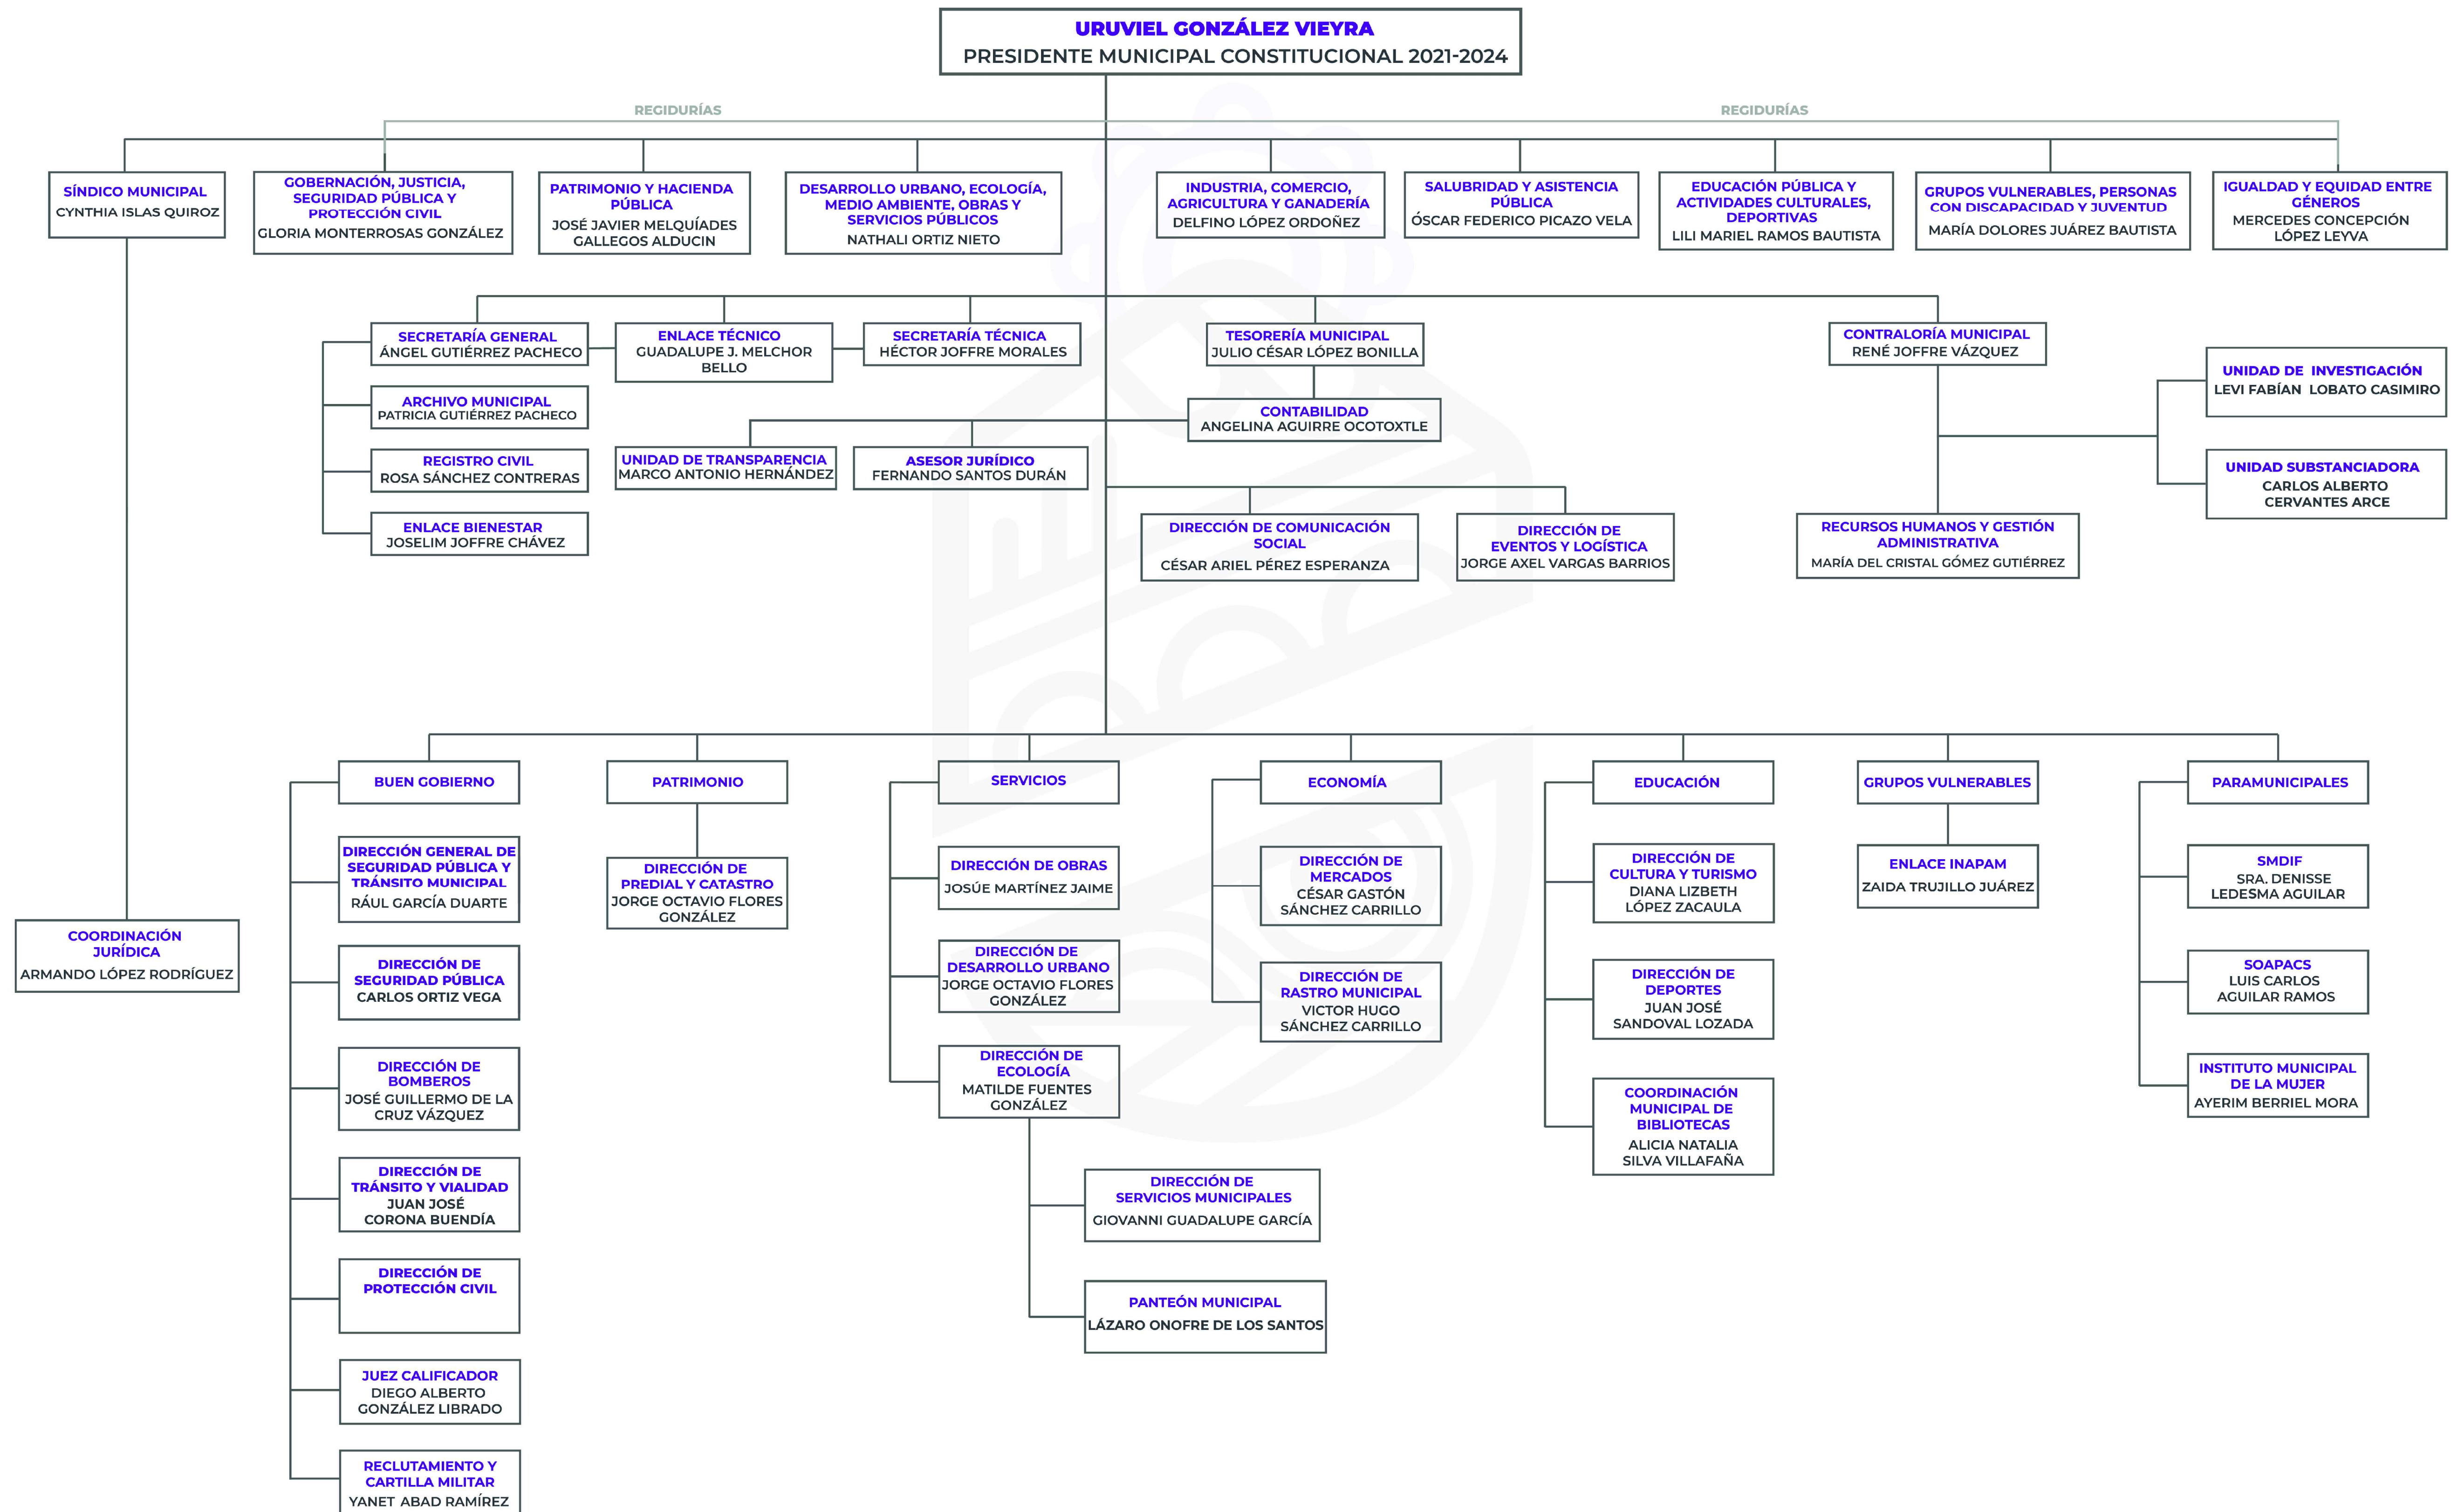 URUVIEL GONZÁLEZ VIEYRA
PRESIDENTE MUNICIPAL CONSTITUCIONAL 2021-2024
REGIDURÍAS
REGIDURÍAS
SÍNDICO MUNICIPAL
CYNTHIA ISLAS QUIROZ
GOBERNACIÓN, JUSTICIA,
SEGURIDAD PÚBLICA Y
PROTECCIÓN CIVIL
GLORIA MONTERROSAS GONZÁLEZ
PATRIMONIO Y HACIENDA
PÚBLICA
JOSÉ JAVIER MELQUÍADES
GALLEGOS ALDUCIN
DESARROLLO URBANO, ECOLOGÍA,
MEDIO AMBIENTE, OBRAS Y
SERVICIOS PÚBLICOS
NATHALI ORTIZ NIETO
INDUSTRIA, COMERCIO,
AGRICULTURA Y GANADERÍA
DELFINO LÓPEZ ORDOÑEZ
SALUBRIDAD Y ASISTENCIA
PÚBLICA
ÓSCAR FEDERICO PICAZO VELA
EDUCACIÓN PÚBLICA Y
ACTIVIDADES CULTURALES,
DEPORTIVAS
LILI MARIEL RAMOS BAUTISTA
GRUPOS VULNERABLES, PERSONAS
CON DISCAPACIDAD Y JUVENTUD
MARÍA DOLORES JUÁREZ BAUTISTA
IGUALDAD Y EQUIDAD ENTRE
GÉNEROS
MERCEDES CONCEPCIÓN
LÓPEZ LEYVA
SECRETARÍA GENERAL
ÁNGEL GUTIÉRREZ PACHECO
ENLACE TÉCNICO
GUADALUPE J. MELCHOR
BELLO
SECRETARÍA TÉCNICA
HÉCTOR JOFFRE MORALES
TESORERÍA MUNICIPAL
JULIO CÉSAR LÓPEZ BONILLA
CONTRALORÍA MUNICIPAL
RENÉ JOFFRE VÁZQUEZ
UNIDAD DE INVESTIGACIÓN
LEVI FABÍAN LOBATO CASIMIRO
ARCHIVO MUNICIPAL
PATRICIA GUTIÉRREZ PACHECO
CONTABILIDAD
ANGELINA AGUIRRE OCOTOXTLE
REGISTRO CIVIL
ROSA SÁNCHEZ CONTRERAS
UNIDAD DE TRANSPARENCIA
MARCO ANTONIO HERNÁNDEZ
ASESOR JURÍDICO
FERNANDO SANTOS DURÁN
UNIDAD SUBSTANCIADORA
CARLOS ALBERTO
CERVANTES ARCE
ENLACE BIENESTAR
JOSELIM JOFFRE CHÁVEZ
DIRECCIÓN DE COMUNICACIÓN
SOCIAL
CÉSAR ARIEL PÉREZ ESPERANZA
DIRECCIÓN DE
EVENTOS Y LOGÍSTICA
JORGE AXEL VARGAS BARRIOS
RECURSOS HUMANOS Y GESTIÓN
ADMINISTRATIVA
MARÍA DEL CRISTAL GÓMEZ GUTIÉRREZ
COORDINACIÓN
JURÍDICA
ARMANDO LÓPEZ RODRÍGUEZ
BUEN GOBIERNO
DIRECCIÓN GENERAL DE
SEGURIDAD PÚBLICA Y
TRÁNSITO MUNICIPAL
RÁUL GARCÍA DUARTE
DIRECCIÓN DE
SEGURIDAD PÚBLICA
CARLOS ORTIZ VEGA
DIRECCIÓN DE
BOMBEROS
JOSÉ GUILLERMO DE LA
CRUZ VÁZQUEZ
DIRECCIÓN DE
TRÁNSITO Y VIALIDAD
JUAN JOSÉ
CORONA BUENDÍA
DIRECCIÓN DE
PROTECCIÓN CIVIL
JUEZ CALIFICADOR
DIEGO ALBERTO
GONZÁLEZ LIBRADO
RECLUTAMIENTO Y
CARTILLA MILITAR
YANET ABAD RAMÍREZ
PATRIMONIO
DIRECCIÓN DE
PREDIAL Y CATASTRO
JORGE OCTAVIO FLORES
GONZÁLEZ
SERVICIOS
DIRECCIÓN DE OBRAS
JOSÚE MARTÍNEZ JAIME
DIRECCIÓN DE
DESARROLLO URBANO
JORGE OCTAVIO FLORES
GONZÁLEZ
DIRECCIÓN DE
ECOLOGÍA
MATILDE FUENTES
GONZÁLEZ
DIRECCIÓN DE
SERVICIOS MUNICIPALES
GIOVANNI GUADALUPE GARCÍA
PANTEÓN MUNICIPAL
LÁZARO ONOFRE DE LOS SANTOS
ECONOMÍA
DIRECCIÓN DE
MERCADOS
CÉSAR GASTÓN
SÁNCHEZ CARRILLO
DIRECCIÓN DE
RASTRO MUNICIPAL
VICTOR HUGO
SÁNCHEZ CARRILLO
EDUCACIÓN
DIRECCIÓN DE
CULTURA Y TURISMO
DIANA LIZBETH
LÓPEZ ZACAULA
DIRECCIÓN DE
DEPORTES
JUAN JOSÉ
SANDOVAL LOZADA
COORDINACIÓN
MUNICIPAL DE
BIBLIOTECAS
ALICIA NATALIA
SILVA VILLAFAÑA
GRUPOS VULNERABLES
ENLACE INAPAM
ZAIDA TRUJILLO JUÁREZ
PARAMUNICIPALES
SMDIF
SRA. DENISSE
LEDESMA AGUILAR
SOAPACS
LUIS CARLOS
AGUILAR RAMOS
INSTITUTO MUNICIPAL
DE LA MUJER
AYERIM BERRIEL MORA